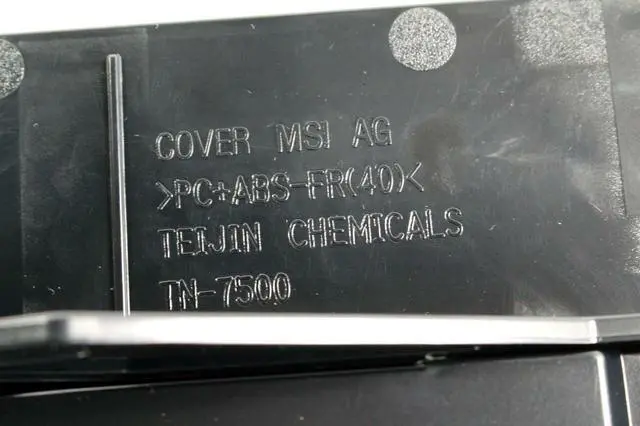 COVER MSI AG
>PC+ABS-FR(40)<
TEIJIN CHEMICALS
TN-7500